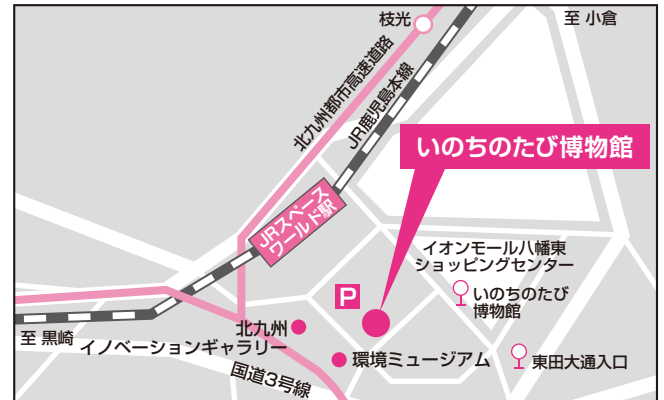 枝光
至 小倉
北九州都市高速道路
JR鹿児島本線
いのちのたび博物館
JRスペース
ワールド駅
イオンモール八幡東
ショッピングセンター
P
いのちのたび
博物館
北九州
イノベーションギャラリー
至 黒崎
環境ミュージアム
東田大通入口
国道3号線